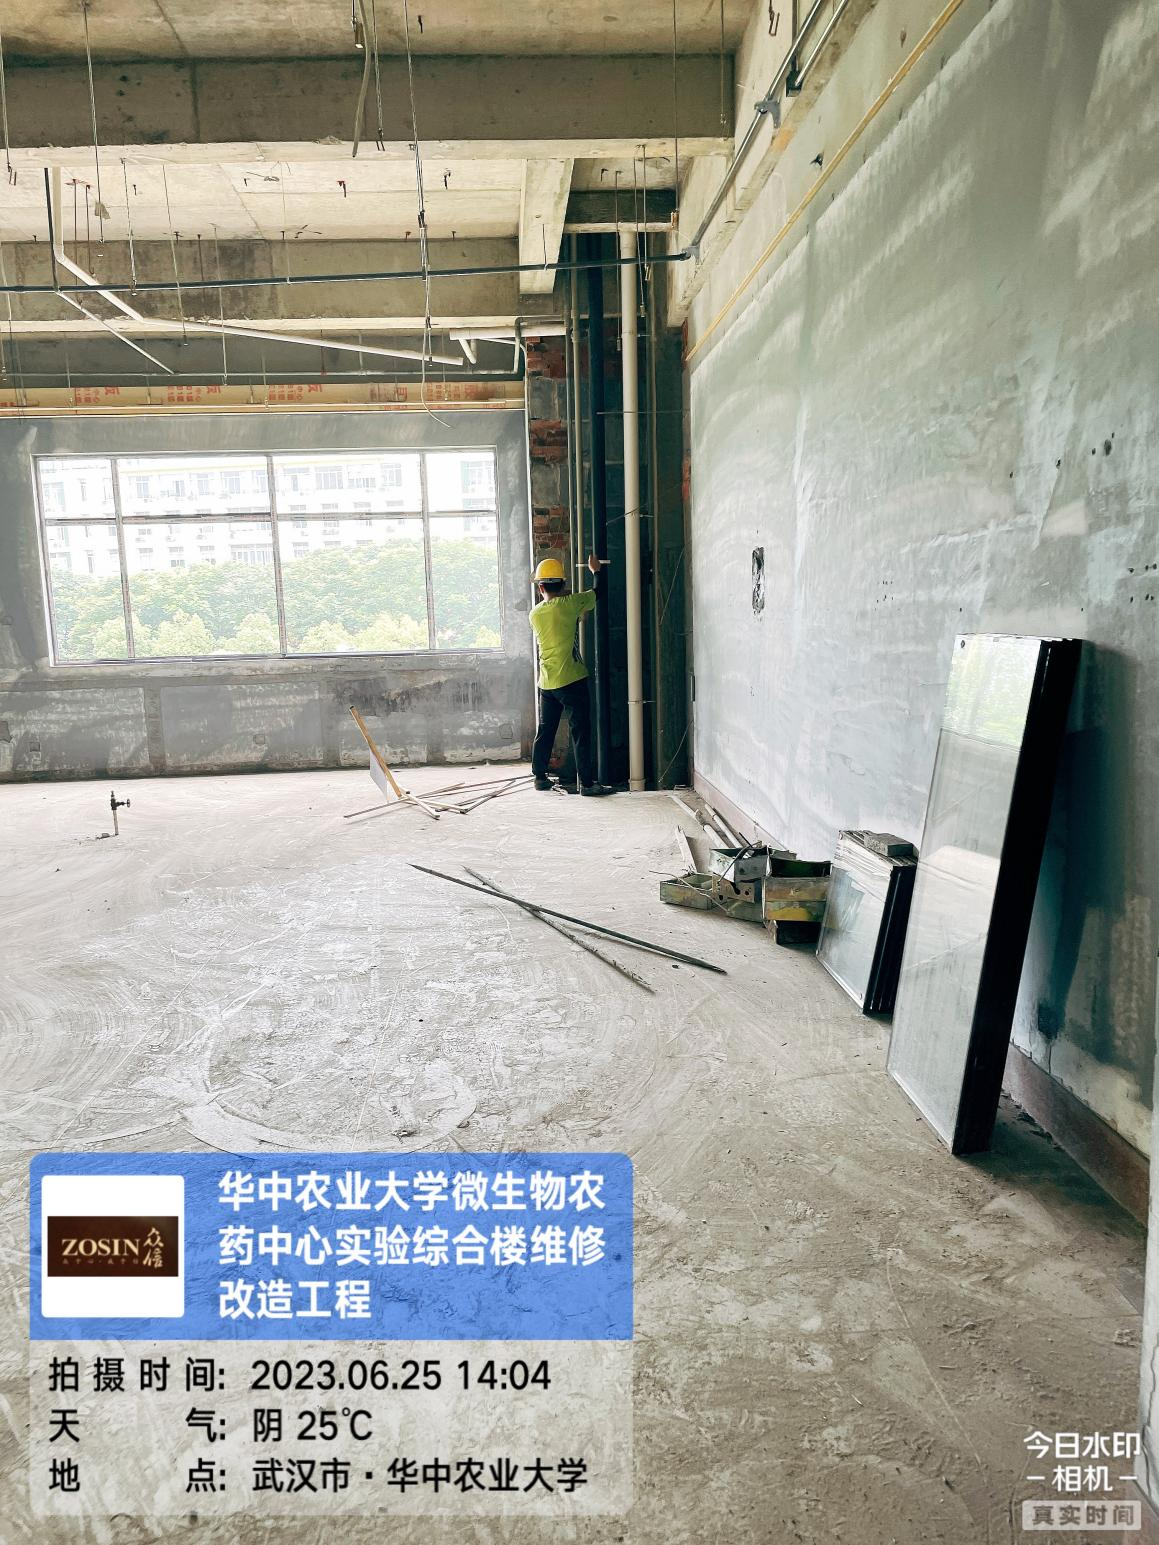 ZOSIN 众信
华中农业大学微生物农
药中心实验综合楼维修
改造工程
拍摄时间: 2023.06.25 14:04
天气: 阴 25℃
地点: 武汉市·华中农业大学
今日水印
相机
真实时间